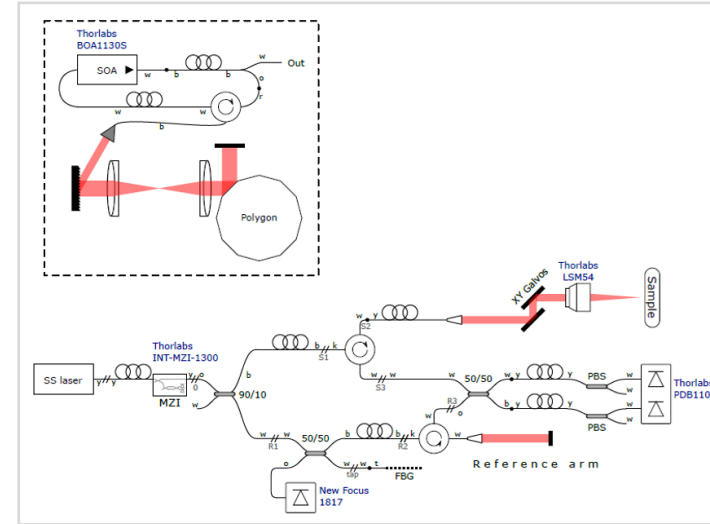 Thorlabs
BOA1130S
SOA
w
b
b
w
Out
o
r
w
w
b
Polygon
Thorlabs
LSM54
XY Galvos
Sample
w y
S2
Thorlabs
INT-MZI-1300
b k
S1
SS laser
y y
MZI
y o
0
w
b
90/10
w w
S3
50/50
w y
y
PBS
w
w
b y
y
PBS
w
w
Thorlabs
PDB110
R3
o
w
w
w w
R1
50/50
b
b k
R2
w
Reference arm
o
w w t
tap
FBG
New Focus
1817